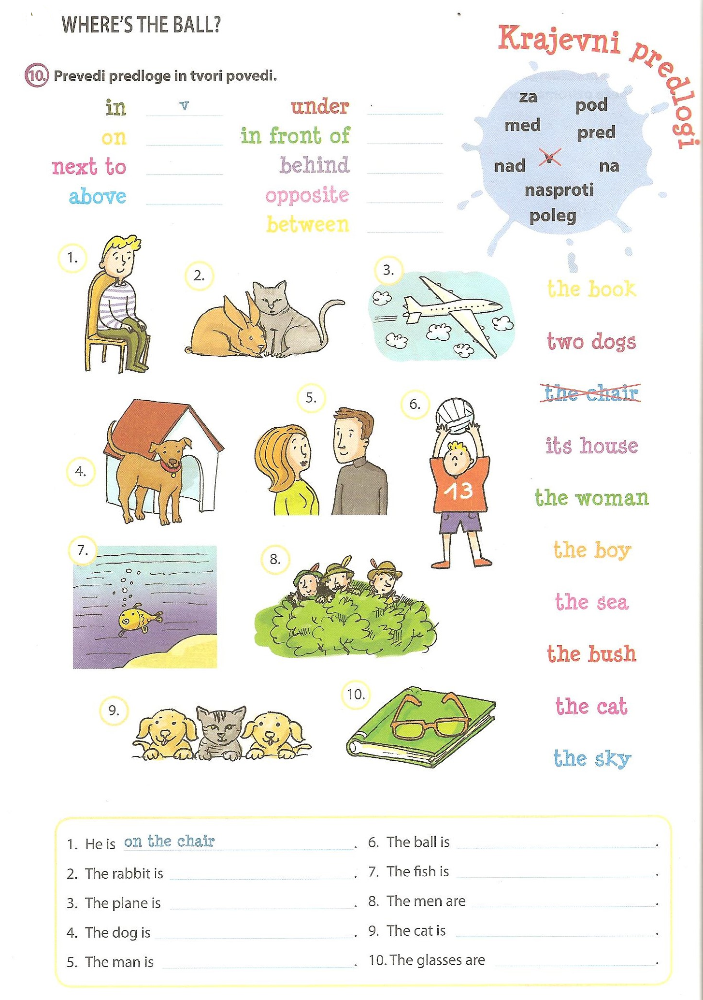 WHERE'S THE BALL?
Krajevni predlogi
10. Prevedi predloge in tvori povedi.
in v
on
next to
above
under
in front of
behind
opposite
between
za
pod
med
pred
nad
v
na
nasproti
poleg
1.
2.
3.
4.
5.
6.
13
7.
8.
9.
10.
the book
two dogs
the chair
its house
the woman
the boy
the sea
the bush
the cat
the sky
1. He is on the chair .
2. The rabbit is .
3. The plane is .
4. The dog is .
5. The man is .
6. The ball is .
7. The fish is .
8. The men are .
9. The cat is .
10. The glasses are .